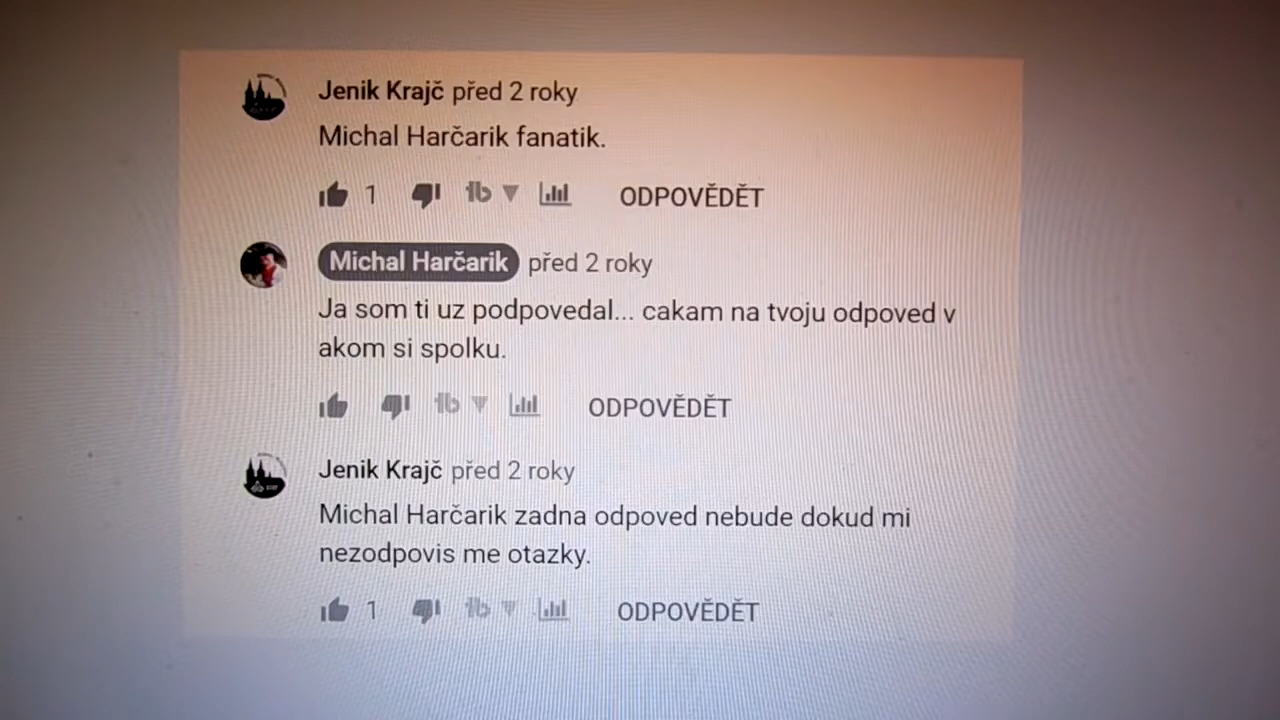 Jenik Krajč před 2 roky
Michal Harčarik fanatik.
1 ODPOVĚDĚT
Michal Harčarik před 2 roky
Ja som ti uz podpovedal... cakam na tvoju odpoved v
akom si spolku.
ODPOVĚDĚT
Jenik Krajč před 2 roky
Michal Harčarik zadna odpoved nebude dokud mi
nezodpovis me otazky.
1 ODPOVĚDĚT